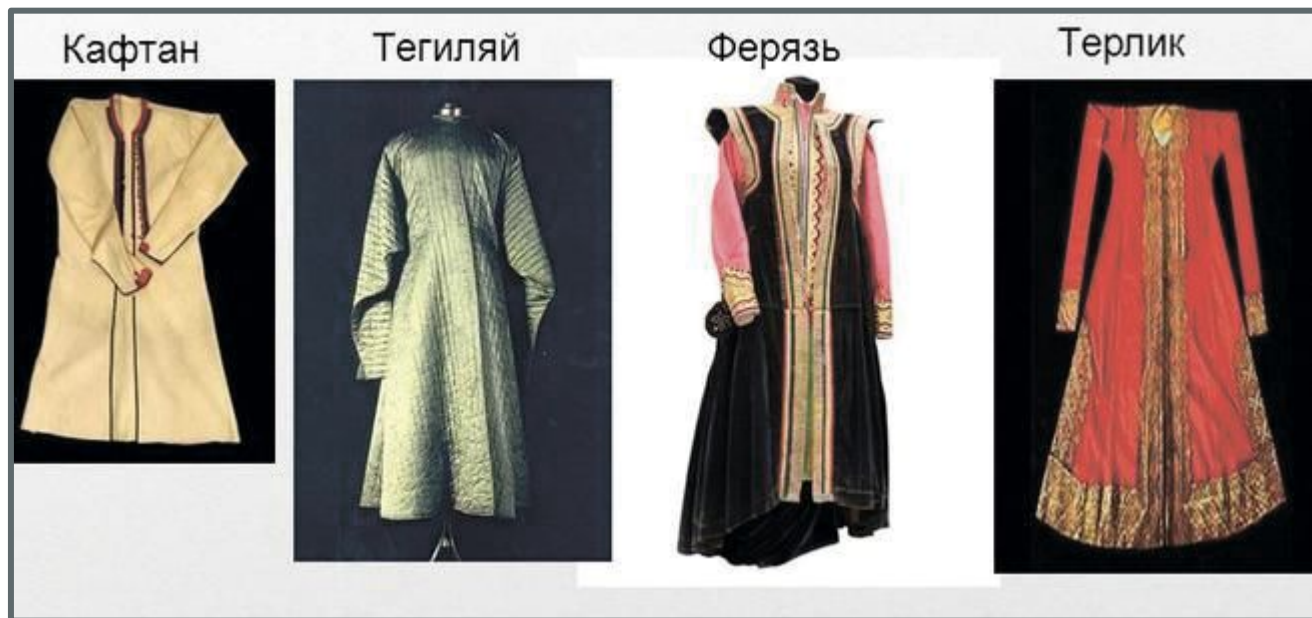 Кафтан
Тегиляй
Ферязь
Терлик